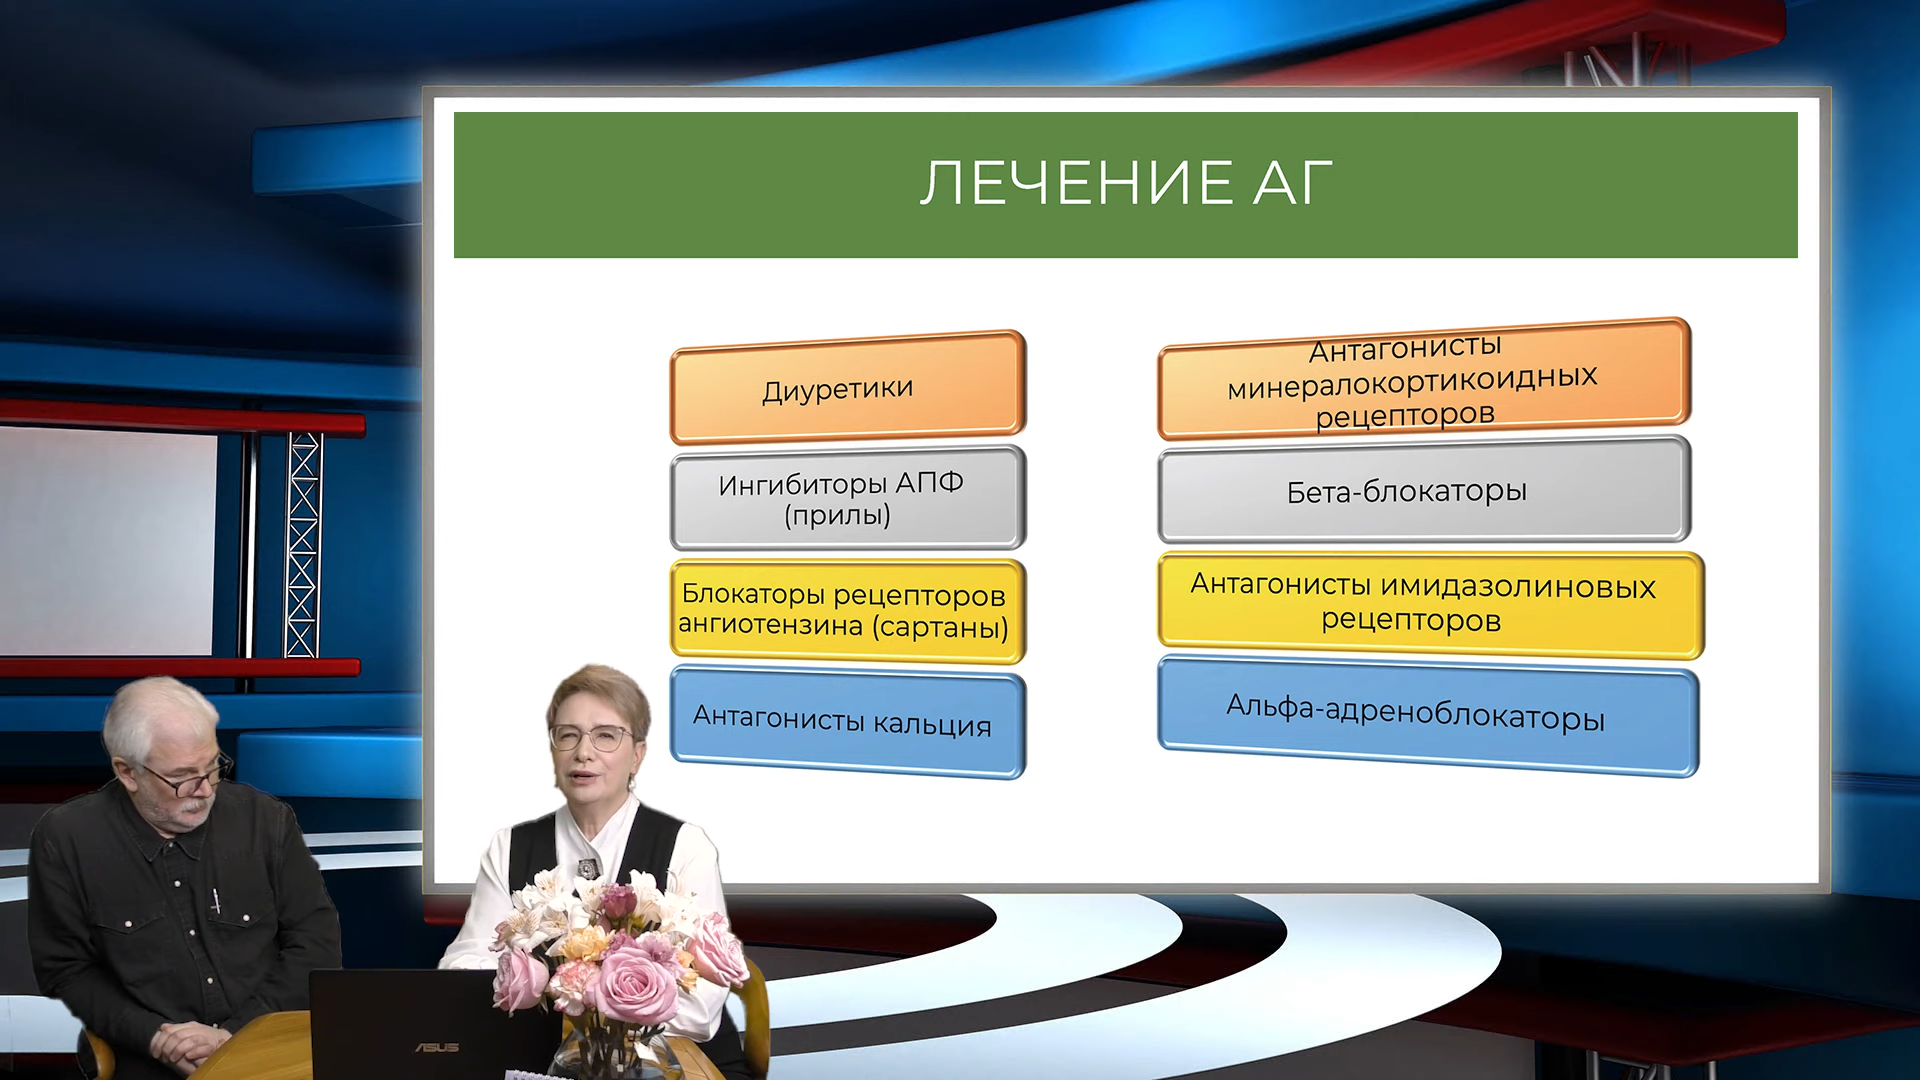 ЛЕЧЕНИЕ АГ
Диуретики
Ингибиторы АПФ
(прилы)
Блокаторы рецепторов
ангиотензина (сартаны)
Антагонисты кальция
Антагонисты
минералокортикоидных
рецепторов
Бета-блокаторы
Антагонисты имидазолиновых
рецепторов
Альфа-адреноблокаторы
ASUS